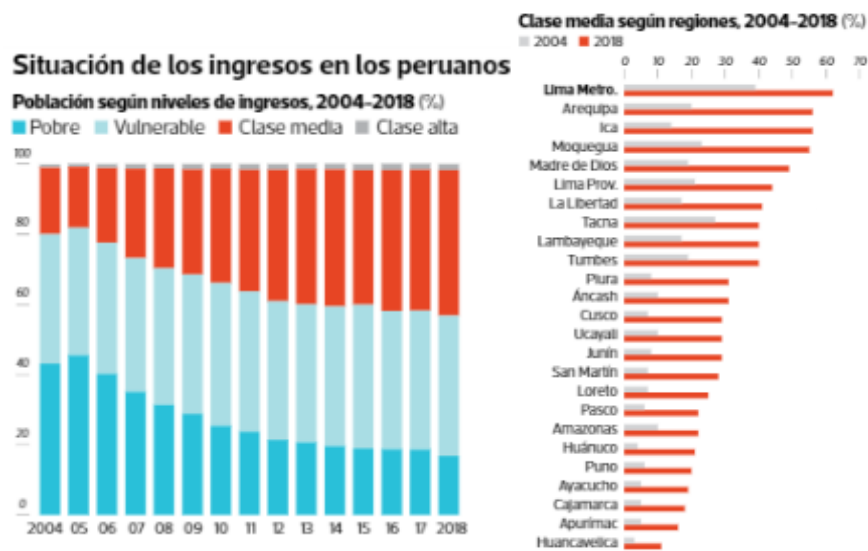 Situación de los ingresos en los peruanos
Población según niveles de ingresos, 2004-2018 (%)
Pobre Vulnerable Clase media Clase alta
100
80
60
40
20
0
2004 05 06 07 08 09 10 11 12 13 14 15 16 17 2018
Clase media según regiones, 2004-2018 (%)
2004 2018
0 10 20 30 40 50 60 70
Lima Metro.
Arequipa
Ica
Moquegua
Madre de Dios
Lima Prov.
La Libertad
Tacna
Lambayeque
Tumbes
Piura
Áncash
Cusco
Ucayali
Junín
San Martín
Loreto
Pasco
Amazonas
Huánuco
Puno
Ayacucho
Cajamarca
Apurímac
Huancavelica